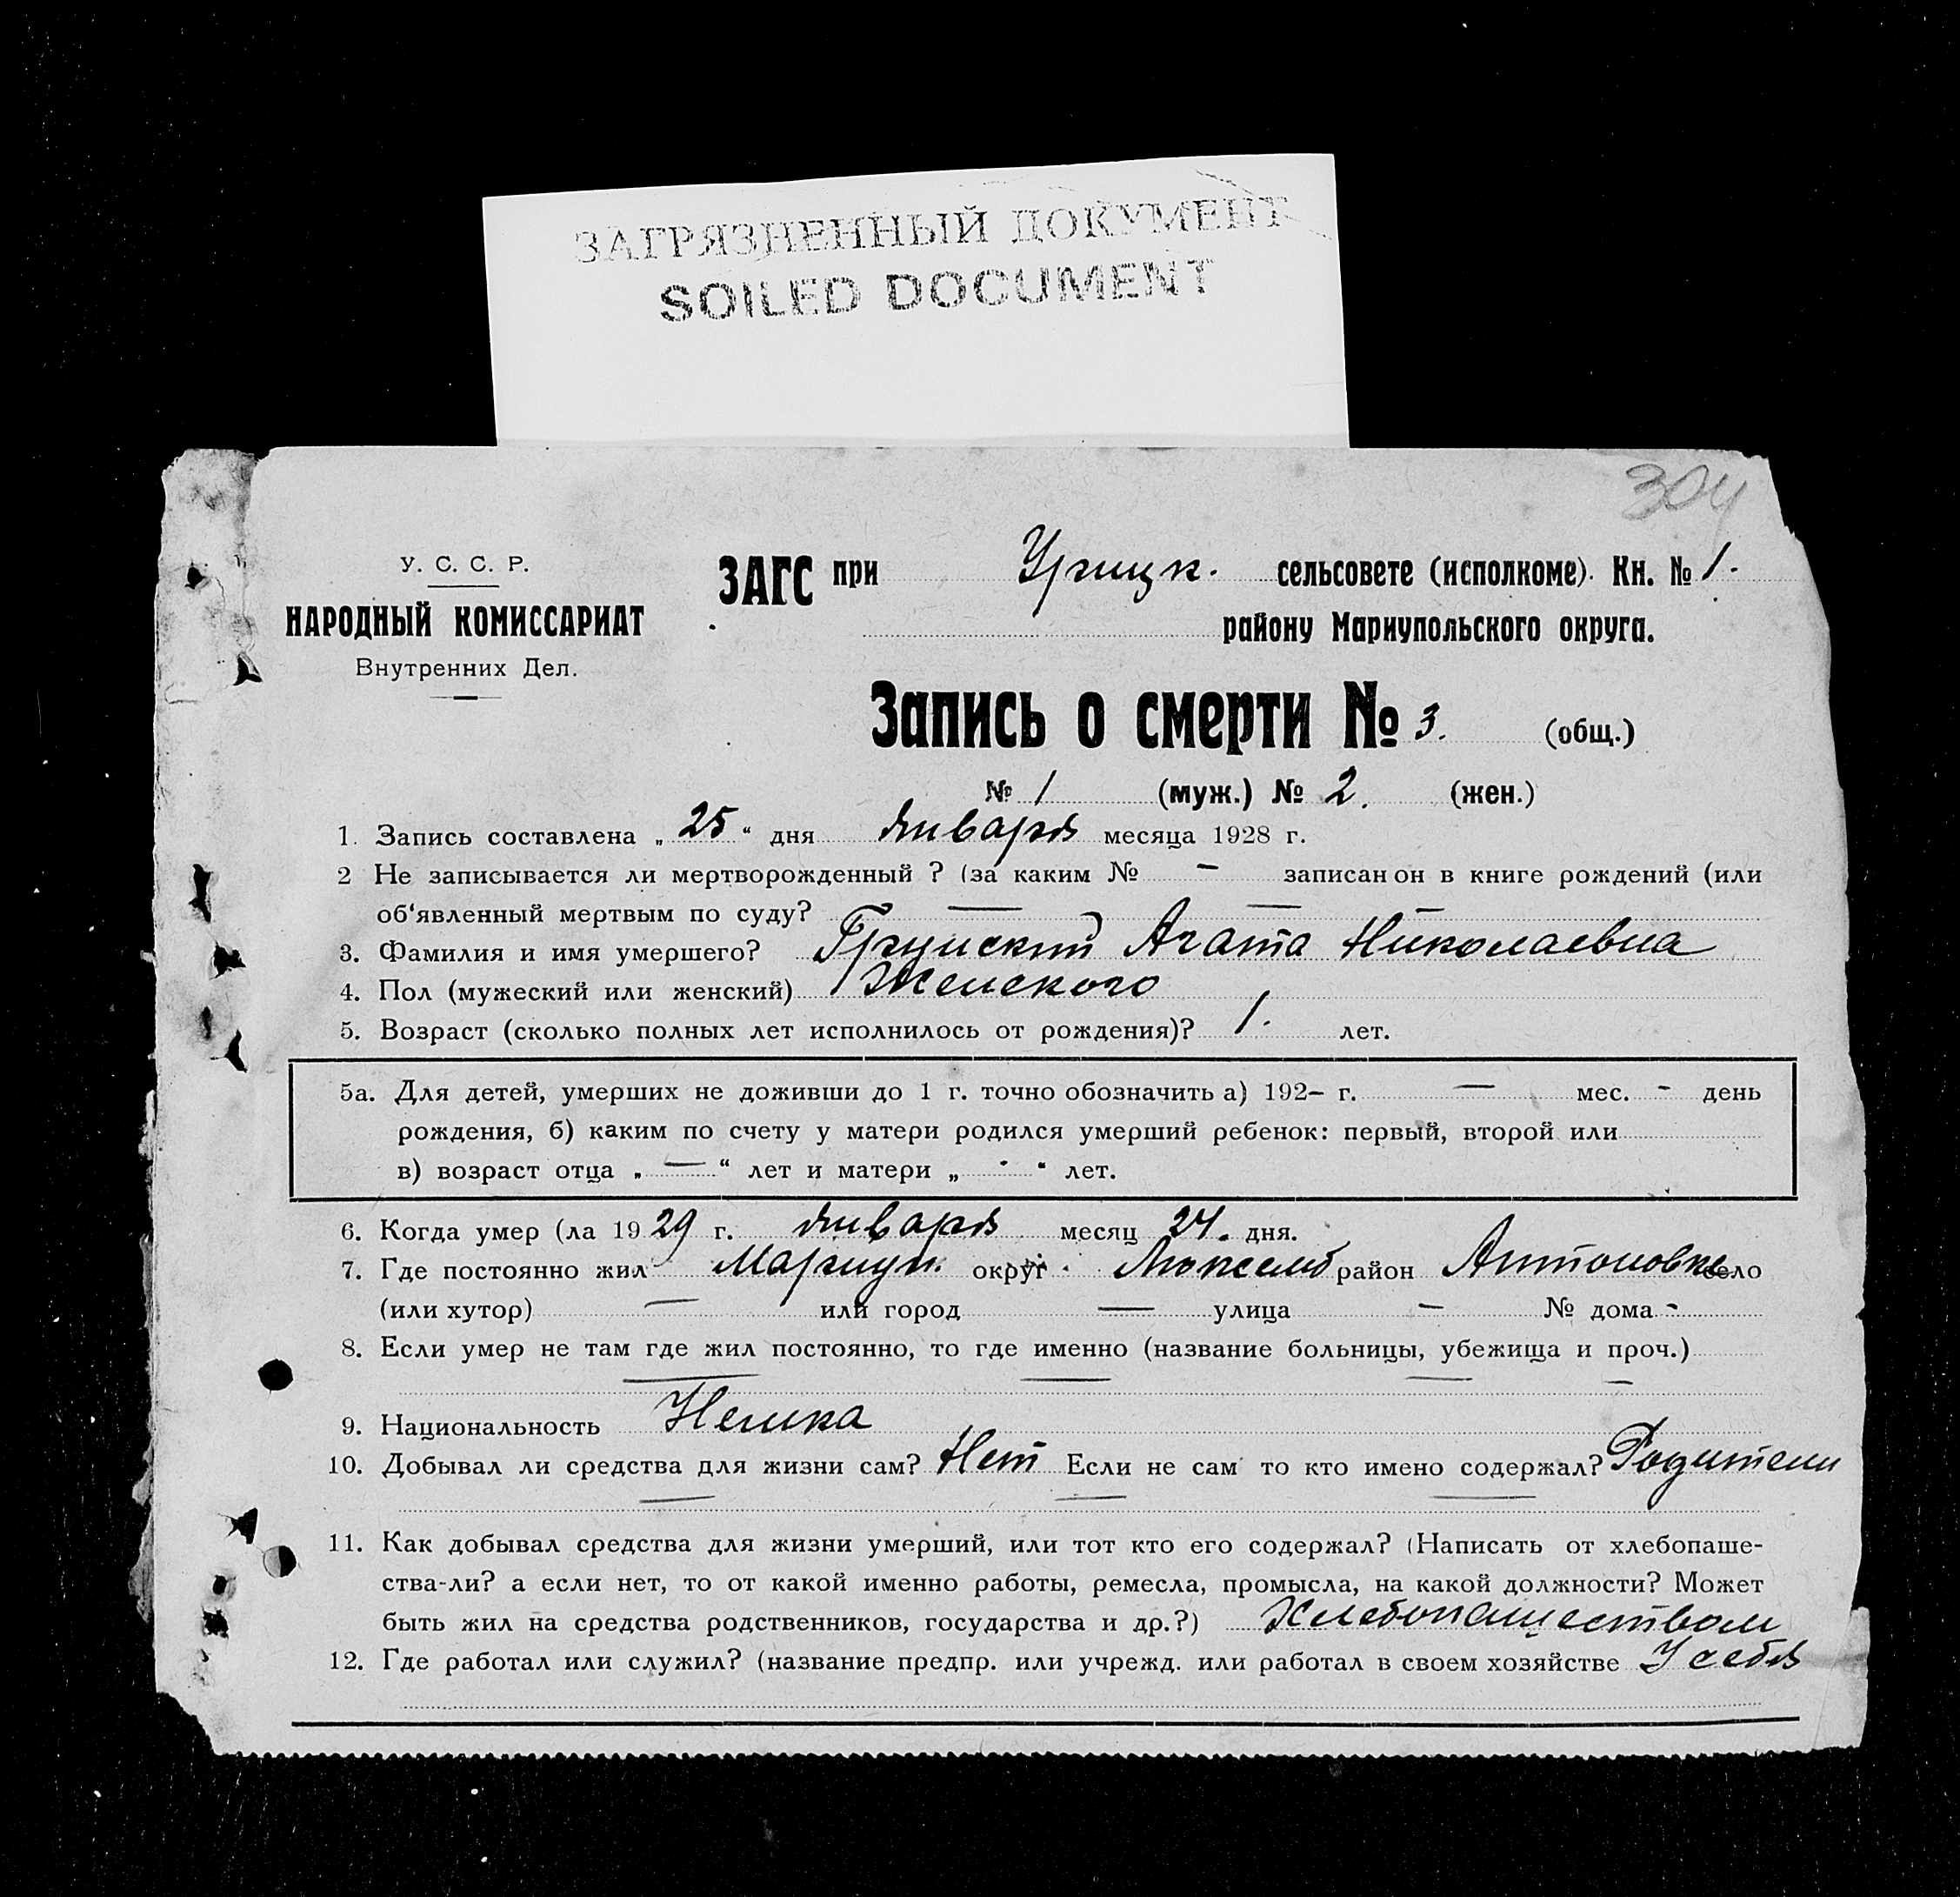 ЗАГРЯЗНЕННЫЙ ДОКУМЕНТ
SOILED DOCUMENT
304
У. С. С. Р.
НАРОДНЫЙ КОМИССАРИАТ
Внутренних Дел.
ЗАГС при Урицк. сельсовете (исполкоме). Кн. № 1.
району Мариупольского округа.
Запись о смерти № 3. (общ.)
№ 1 (муж.) № 2. (жен.)
1. Запись составлена „ 25 “ дня января месяца 1928 г.
2 Не записывается ли мертворожденный ? (за каким № — записан он в книге рождений (или
об‘явленный мертвым по суду? — — —
3. Фамилия и имя умершего? Агата Николаевна
4. Пол (мужеский или женский) Женского
5. Возраст (сколько полных лет исполнилось от рождения)? 1. лет.
5а. Для детей, умерших не доживши до 1 г. точно обозначить а) 192– г. — мес. - день
рождения, б) каким по счету у матери родился умерший ребенок: первый, второй или
в) возраст отца „ — “ лет и матери „ - “ лет.
6. Когда умер (ла 1929 г. января месяц 24. дня.
7. Где постоянно жил Мариуп. округ. Люксемб район Антоновка село
(или хутор) — или город — улица — № дома -
8. Если умер не там где жил постоянно, то где именно (название больницы, убежища и проч.)
— — — —
9. Национальность Немка
10. Добывал ли средства для жизни сам? Нет Если не сам то кто имено содержал? Родители
— — —
11. Как добывал средства для жизни умерший, или тот кто его содержал? (Написать от хлебопаше-
ства-ли? а если нет, то от какой именно работы, ремесла, промысла, на какой должности? Может
быть жил на средства родственников, государства и др.?) Хлебопашеством
12. Где работал или служил? (название предпр. или учрежд. или работал в своем хозяйстве У себя